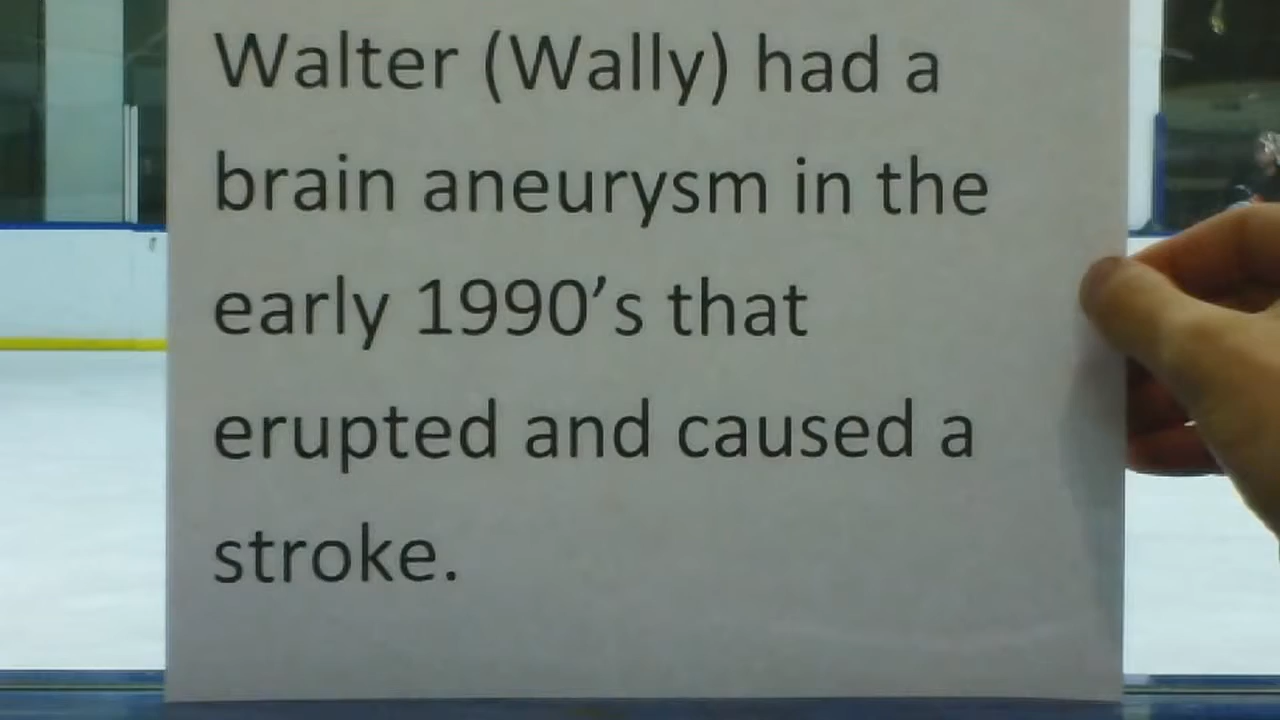 Walter (Wally) had a
brain aneurysm in the
early 1990’s that
erupted and caused a
stroke.